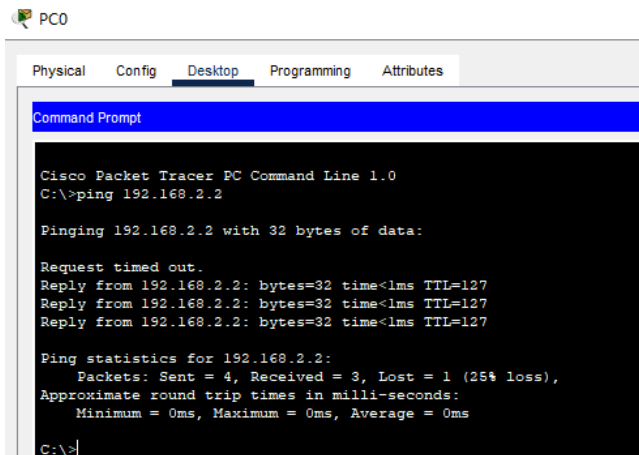 PC0
Physical Config Desktop Programming Attributes
Command Prompt
Cisco Packet Tracer PC Command Line 1.0
C:\>ping 192.168.2.2
Pinging 192.168.2.2 with 32 bytes of data:
Request timed out.
Reply from 192.168.2.2: bytes=32 time<1ms TTL=127
Reply from 192.168.2.2: bytes=32 time<1ms TTL=127
Reply from 192.168.2.2: bytes=32 time<1ms TTL=127
Ping statistics for 192.168.2.2:
Packets: Sent = 4, Received = 3, Lost = 1 (25% loss),
Approximate round trip times in milli-seconds:
Minimum = 0ms, Maximum = 0ms, Average = 0ms
C:\>